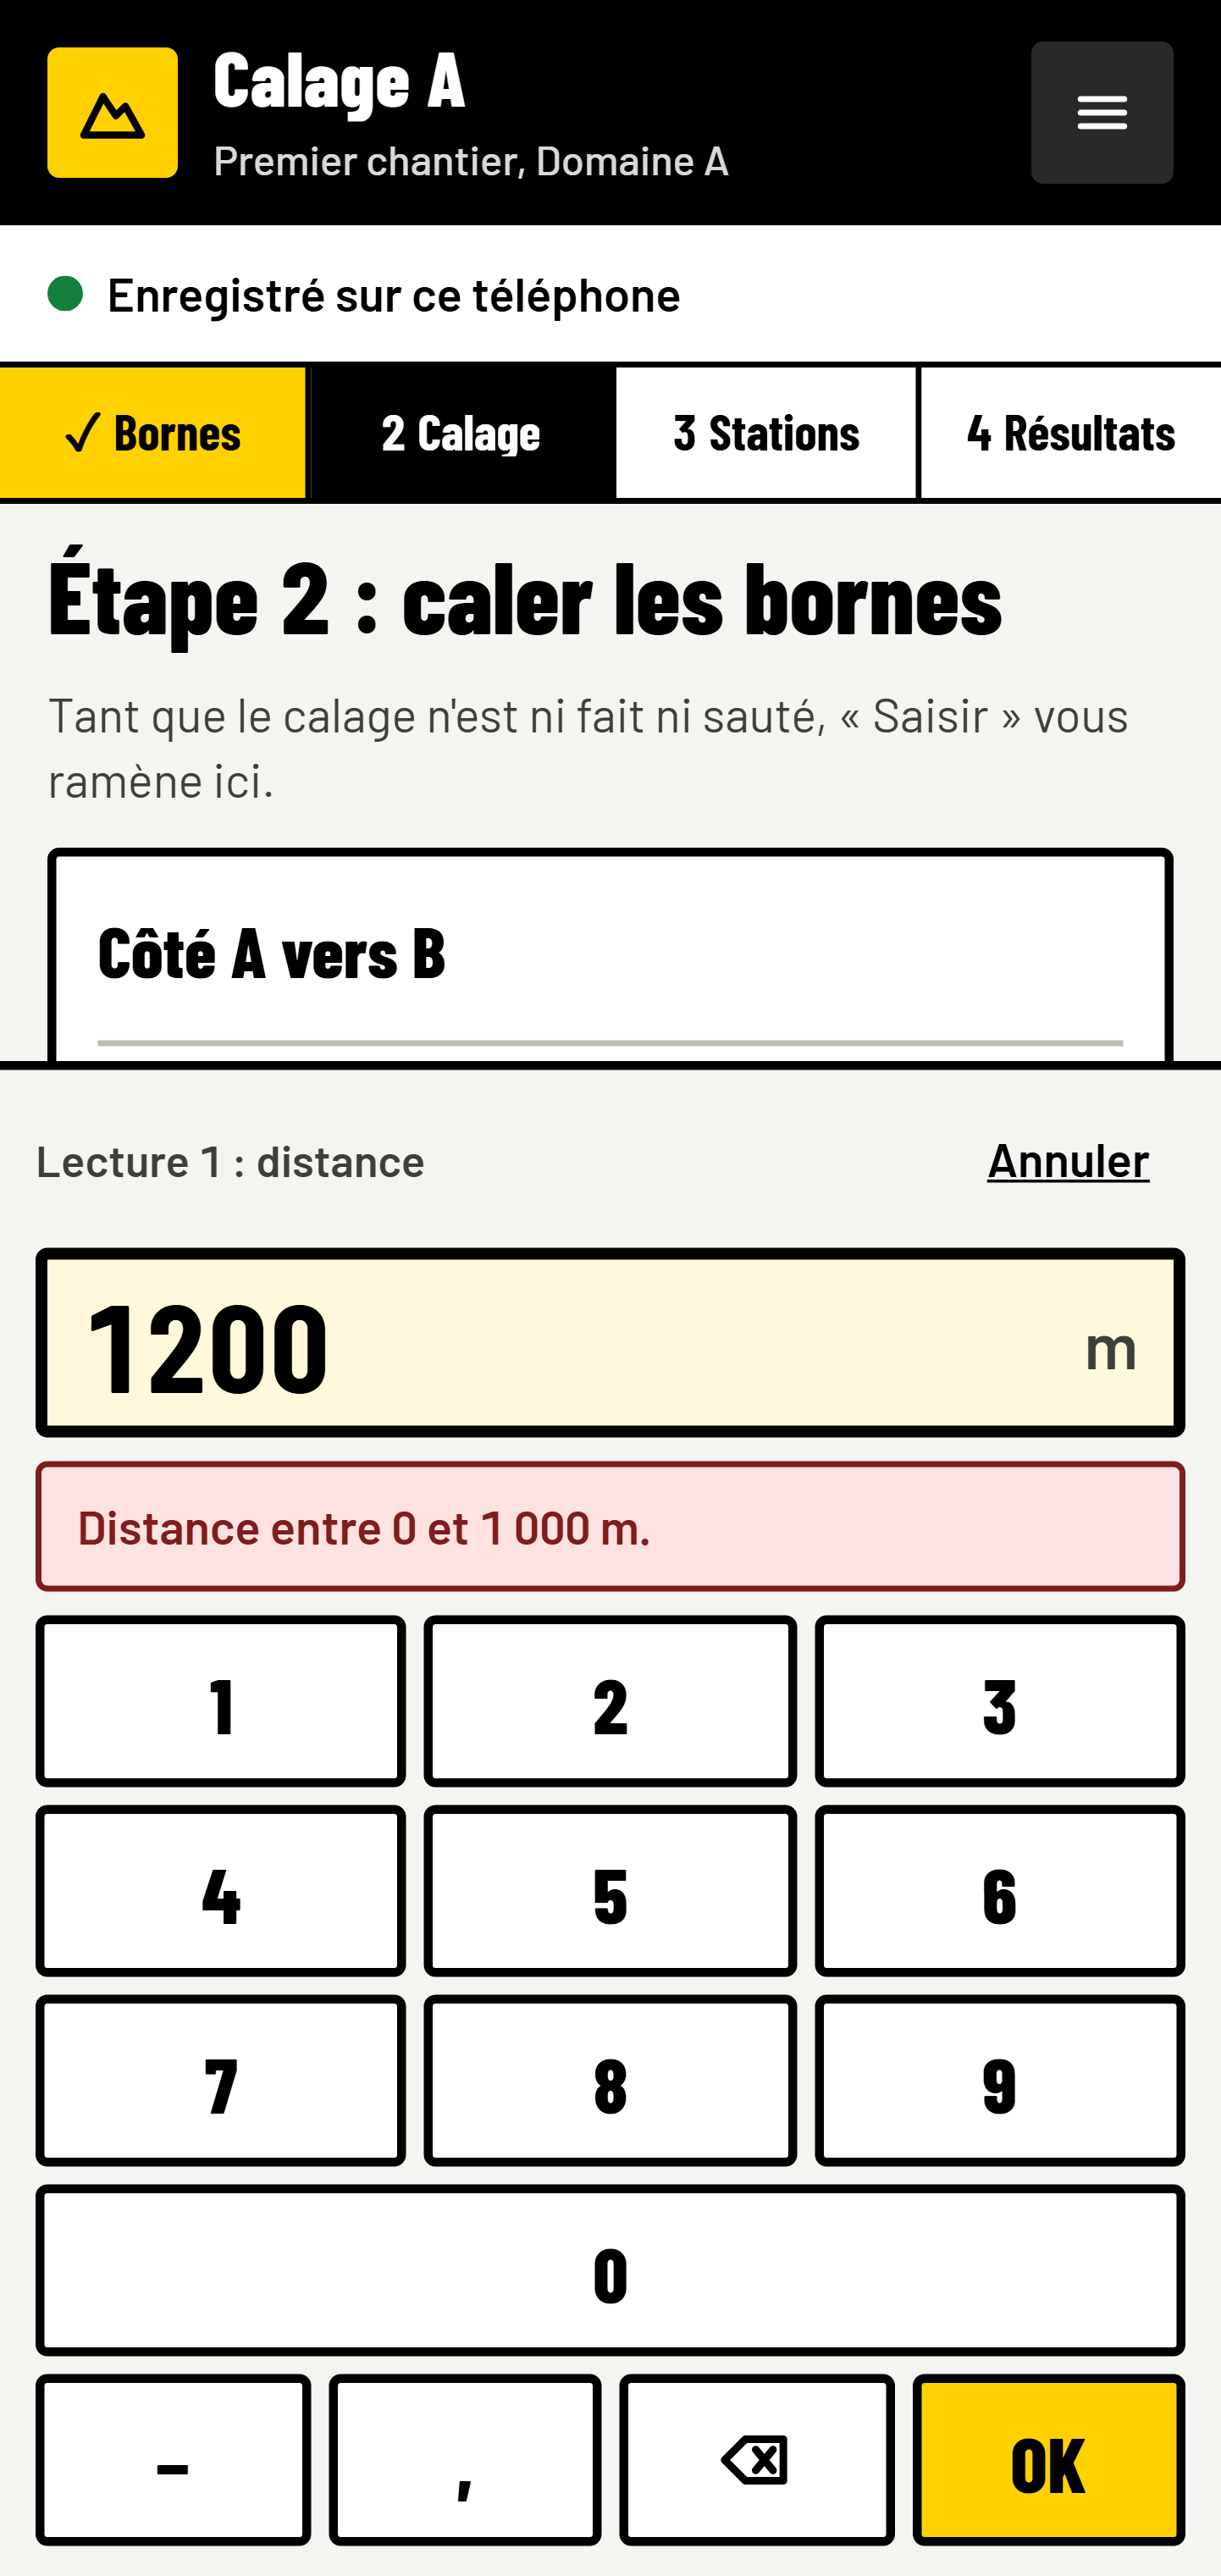 Calage A
Premier chantier, Domaine A
Enregistré sur ce téléphone
✓ Bornes
2 Calage
3 Stations
4 Résultats
Étape 2 : caler les bornes
Tant que le calage n'est ni fait ni sauté, « Saisir » vous
ramène ici.
Côté A vers B
Lecture 1 : distance
Annuler
1200
m
Distance entre 0 et 1 000 m.
1
2
3
4
5
6
7
8
9
0
–
,
OK